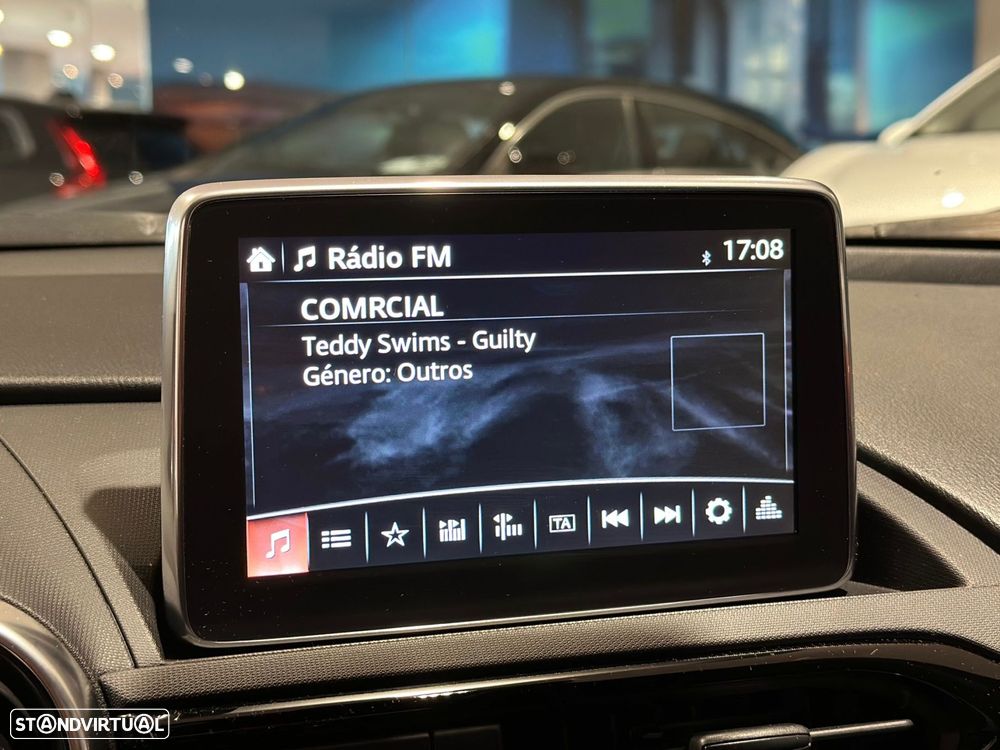 Rádio FM
17:08
COMRCIAL
Teddy Swims - Guilty
Género: Outros
TA
STANDVIRTUAL